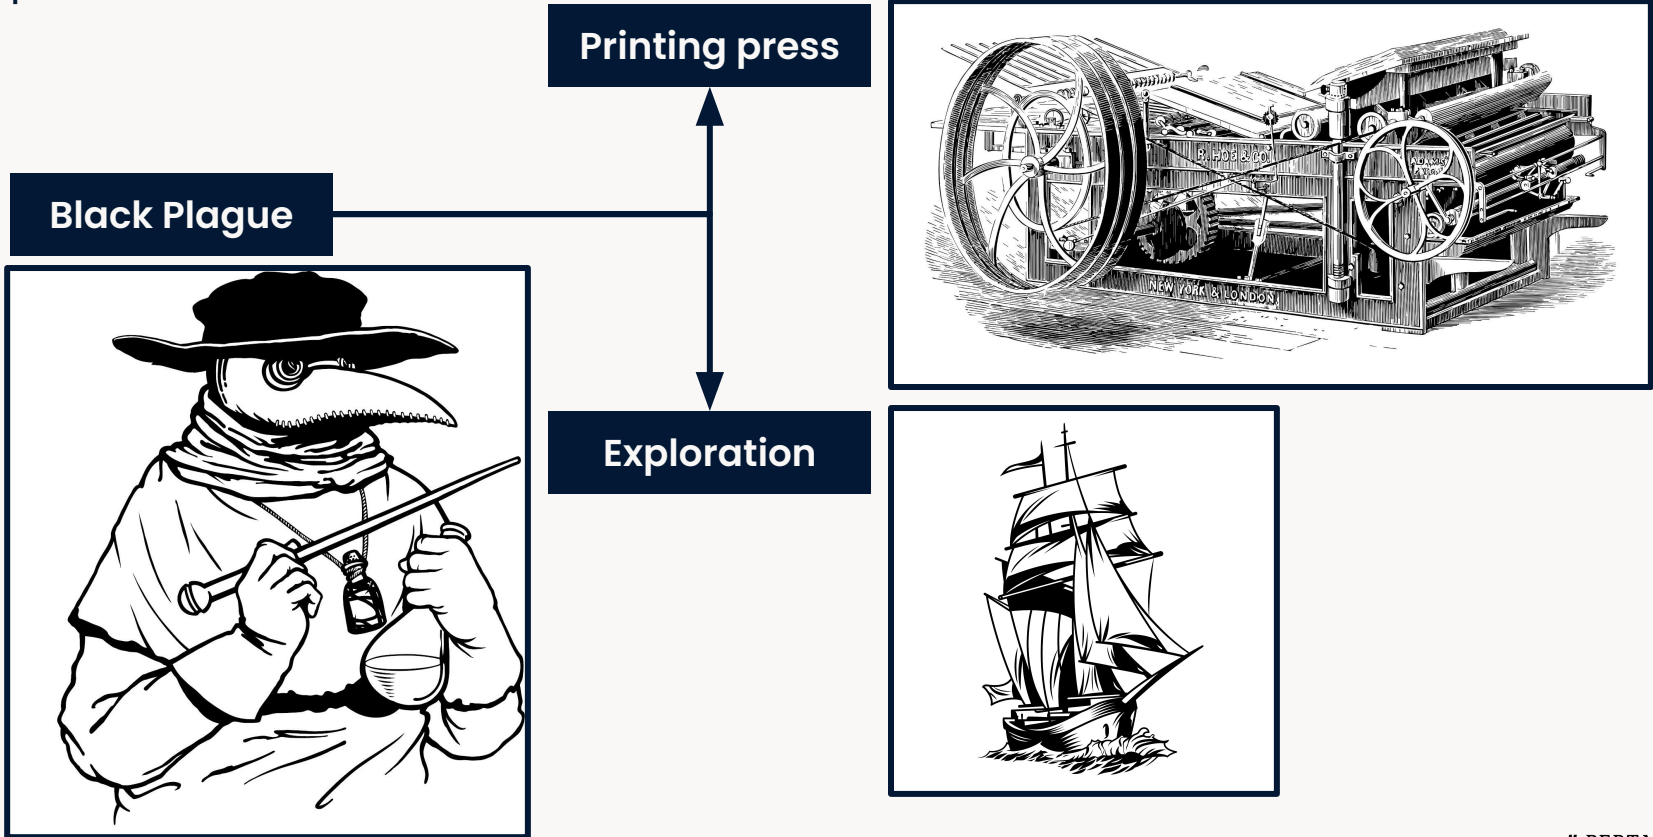 Printing press
Black Plague
Exploration
R. HOE & CO.
NEW YORK & LONDON.